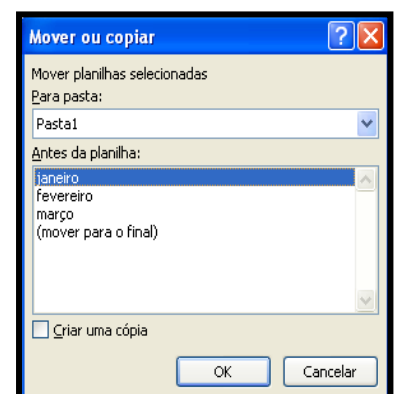 Mover ou copiar
Mover planilhas selecionadas
Para pasta:
Pasta1
Antes da planilha:
janeiro
fevereiro
março
(mover para o final)
Criar uma cópia
OK Cancelar